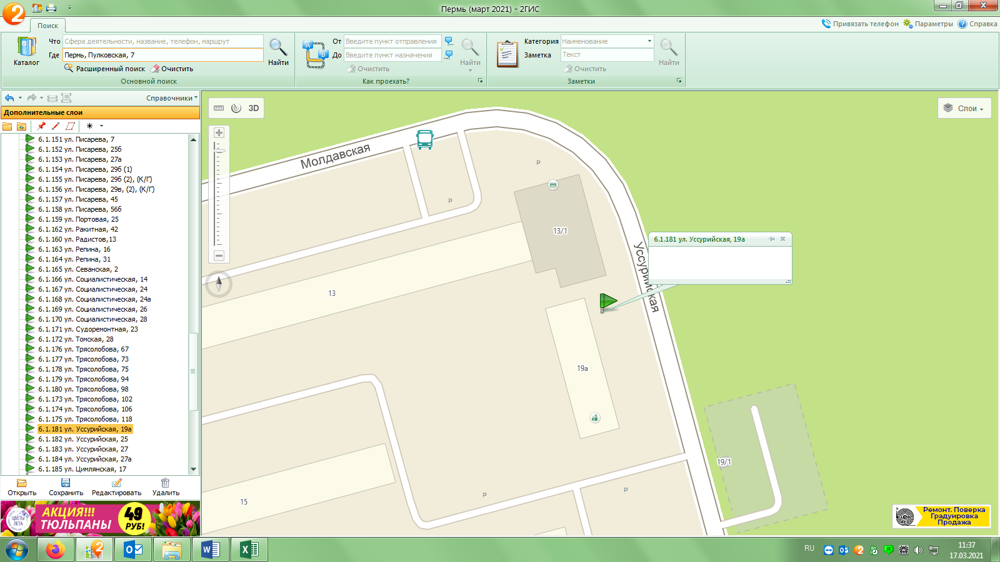 Пермь (март 2021) - 2ГИС
Поиск
Привязать телефон
Параметры
Справка
Каталог
Что
Сфера деятельности, название, телефон, маршрут
Где
Пермь, Пулковская, 7
Расширенный поиск
Очистить
Найти
Основной поиск
От
Введите пункт отправления
До
Введите пункт назначения
Очистить
Найти
Как проехать?
Категория
Наименование
Заметка
Текст
Очистить
Найти
Заметки
Справочники
Дополнительные слои
6.1.151 ул. Писарева, 7
6.1.152 ул. Писарева, 25б
6.1.153 ул. Писарева, 27а
6.1.154 ул. Писарева, 29б (1)
6.1.155 ул. Писарева, 29б (2), (К/Г)
6.1.156 ул. Писарева, 29в, (2), (К/Г)
6.1.157 ул. Писарева, 45
6.1.158 ул. Писарева, 56б
6.1.159 ул. Портовая, 25
6.1.162 ул. Ракитная, 42
6.1.160 ул. Радистов,13
6.1.163 ул. Репина, 16
6.1.164 ул. Репина, 31
6.1.165 ул. Севанская, 2
6.1.166 ул. Социалистическая, 14
6.1.167 ул. Социалистическая, 24
6.1.168 ул. Социалистическая, 24а
6.1.169 ул. Социалистическая, 26
6.1.170 ул. Социалистическая, 28
6.1.171 ул. Судоремонтная, 23
6.1.172 ул. Томская, 28
6.1.176 ул. Трясолобова, 67
6.1.177 ул. Трясолобова, 73
6.1.178 ул. Трясолобова, 75
6.1.179 ул. Трясолобова, 94
6.1.180 ул. Трясолобова, 98
6.1.173 ул. Трясолобова, 102
6.1.174 ул. Трясолобова, 106
6.1.175 ул. Трясолобова, 118
6.1.181 ул. Уссурийская, 19а
6.1.182 ул. Уссурийская, 25
6.1.183 ул. Уссурийская, 27
6.1.184 ул. Уссурийская, 27а
6.1.185 ул. Цимлянская, 17
Открыть
Сохранить
Редактировать
Удалить
ЦВЕТЫ
ЛЕТА
АКЦИЯ!!!
ТЮЛЬПАНЫ
49
РУБ!
3D
Слои
Молдавская
P
P
13/1
13
Уссурийская
6.1.181 ул. Уссурийская, 19а
19а
19/1
15
P
P
Ремонт. Поверка
Градуировка
Продажа
RU
11:37
17.03.2021